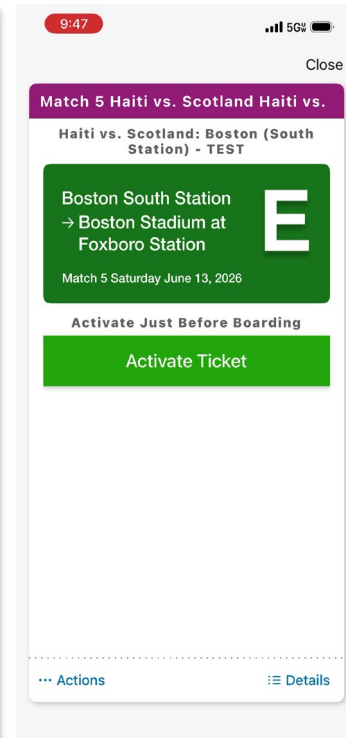 9:47
5GW
Close
Match 5 Haiti vs. Scotland Haiti vs.
Haiti vs. Scotland: Boston (South
Station) - TEST
Boston South Station
→ Boston Stadium at
Foxboro Station
E
Match 5 Saturday June 13, 2026
Activate Just Before Boarding
Activate Ticket
... Actions
Details